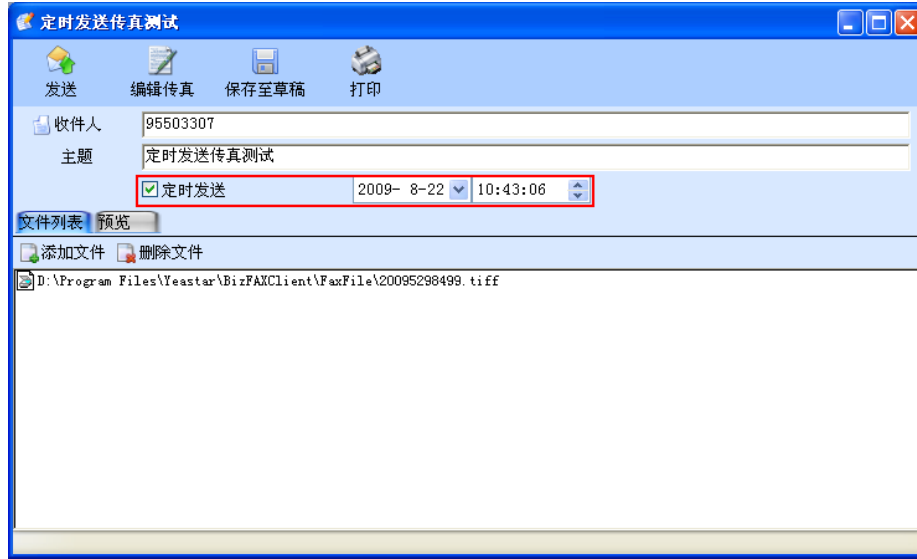 定时发送传真测试
发送 编辑传真 保存至草稿 打印
收件人 95503307
主题 定时发送传真测试
定时发送 2009- 8-22 10:43:06
文件列表 预览
添加文件 删除文件
D:\Program Files\Yeastar\BizFAXClient\FaxFile\20095298499.tiff